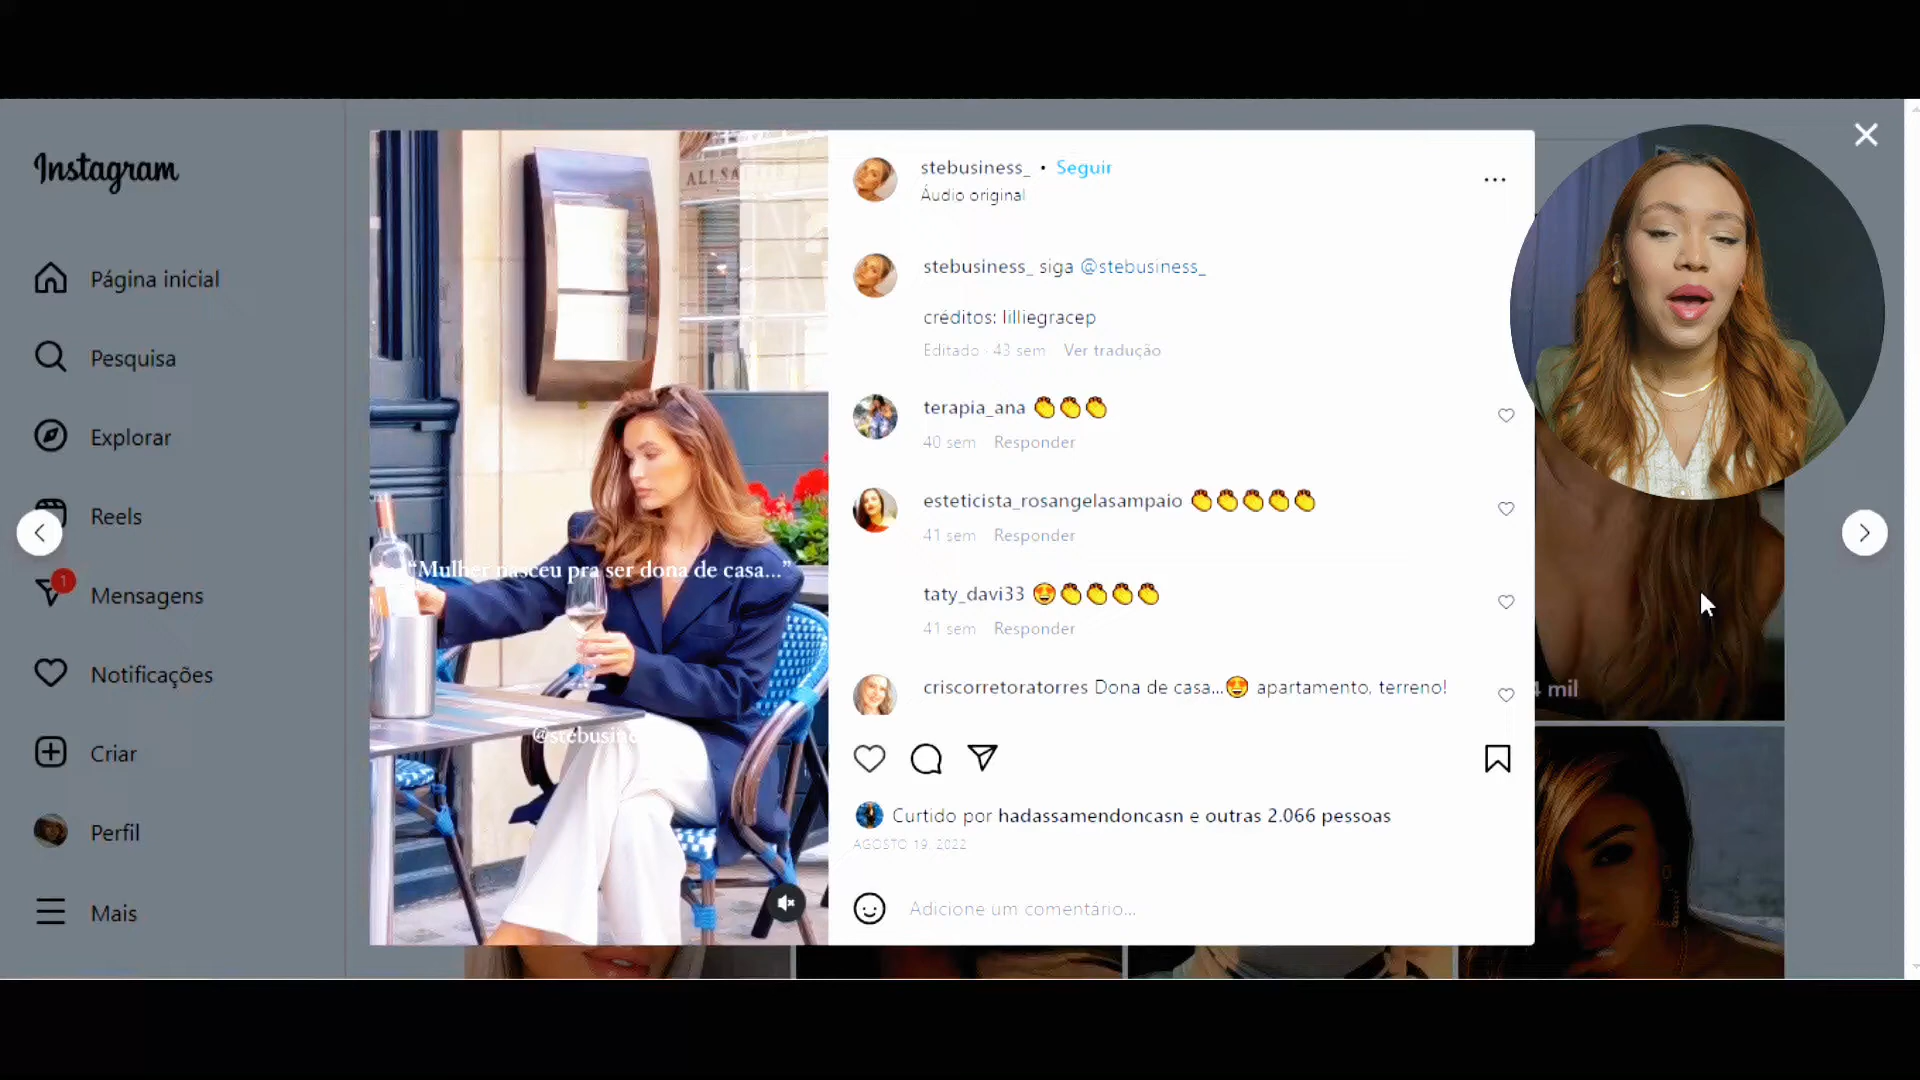 Instagram
Página inicial
Pesquisa
Explorar
Reels
1
Mensagens
Notificações
Criar
Perfil
Mais
"Mulher nasceu pra ser dona de casa..."
stebusiness_ • Seguir
Áudio original
stebusiness_ siga @stebusiness_
créditos: lilliegracep
Editado · 43 sem Ver tradução
terapia_ana 👏👏👏
40 sem Responder
esteticista_rosangelasampaio 👏👏👏👏👏
41 sem Responder
taty_davi33 😍👏👏👏👏
41 sem Responder
criscorretoratorres Dona de casa...😍 apartamento, terreno!
Curtido por hadassamendoncasn e outras 2.066 pessoas
AGOSTO 19, 2022
Adicione um comentário...
mil